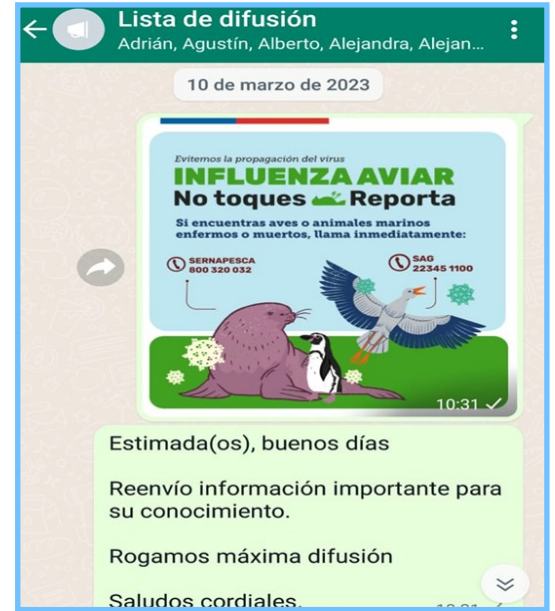 Lista de difusión
Adrián, Agustín, Alberto, Alejandra, Alejan...
10 de marzo de 2023
Evitemos la propagación del virus
INFLUENZA AVIAR
No toques Reporta
Si encuentras aves o animales marinos
enfermos o muertos, llama inmediatamente:
SERNAPESCA
800 320 032
SAG
22345 1100
10:31
Estimada(os), buenos días
Reenvío información importante para
su conocimiento.
Rogamos máxima difusión
Saludos cordiales.